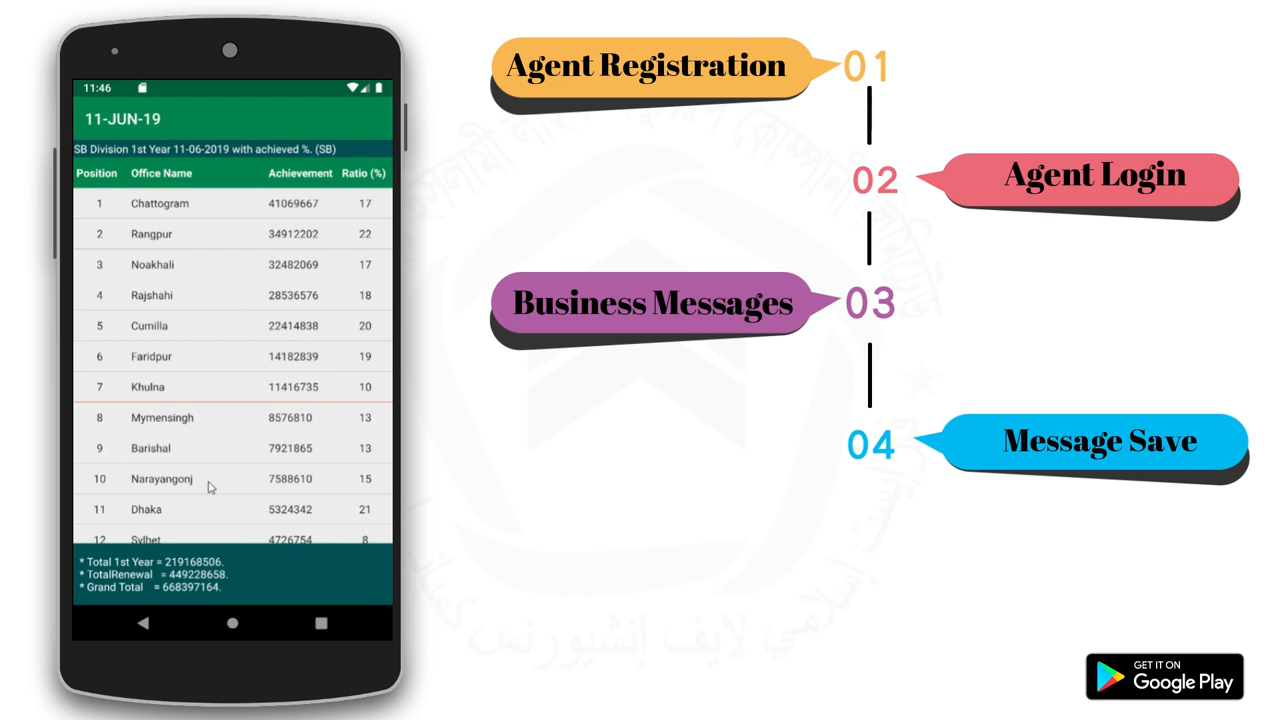 11:46
11-JUN-19
SB Division 1st Year 11-06-2019 with achieved %. (SB)
Position Office Name Achievement Ratio (%)
1 Chattogram 41069667 17
2 Rangpur 34912202 22
3 Noakhali 32482069 17
4 Rajshahi 28536576 18
5 Cumilla 22414838 20
6 Faridpur 14182839 19
7 Khulna 11416735 10
8 Mymensingh 8576810 13
9 Barishal 7921865 13
10 Narayangonj 7588610 15
11 Dhaka 5324342 21
12 Sylhet 4726754 8
* Total 1st Year = 219168506.
* TotalRenewal = 449228658.
* Grand Total = 668397164.
Agent Registration 01
02 Agent Login
Business Messages 03
04 Message Save
إسلامي لايف إنشيورنس
GET IT ON
Google Play